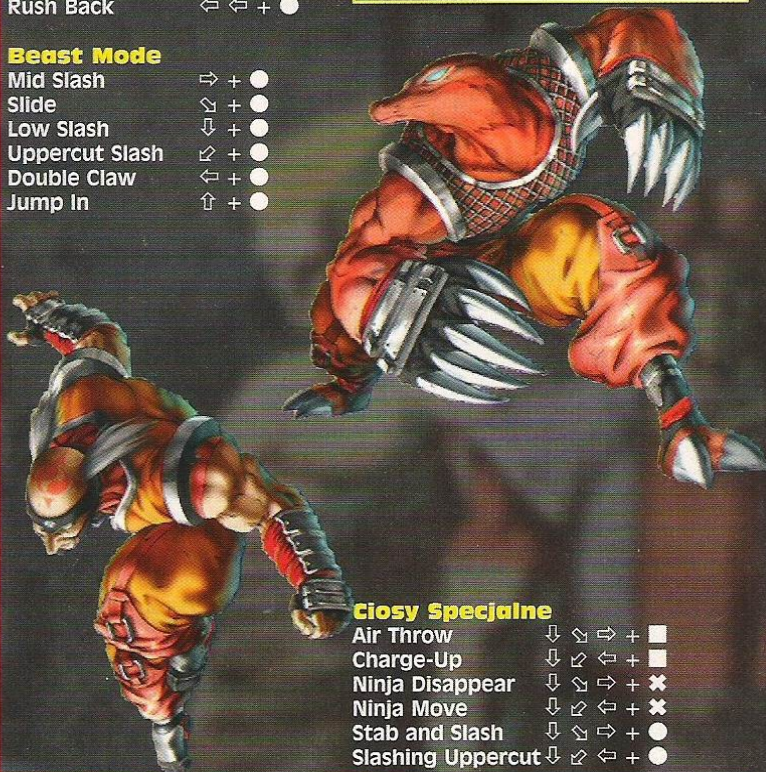 Rush Back ⇦ ⇦ + ●
Beast Mode
Mid Slash ⇨ + ●
Slide ⬂ + ●
Low Slash ⇩ + ●
Uppercut Slash ⬃ + ●
Double Claw ⇦ + ●
Jump In ⇧ + ●
Ciosy Specjalne
Air Throw ⇩ ⬂ ⇨ + ■
Charge-Up ⇩ ⬃ ⇦ + ■
Ninja Disappear ⇩ ⬂ ⇨ + ✖
Ninja Move ⇩ ⬃ ⇦ + ✖
Stab and Slash ⇩ ⬂ ⇨ + ●
Slashing Uppercut ⇩ ⬃ ⇦ + ●